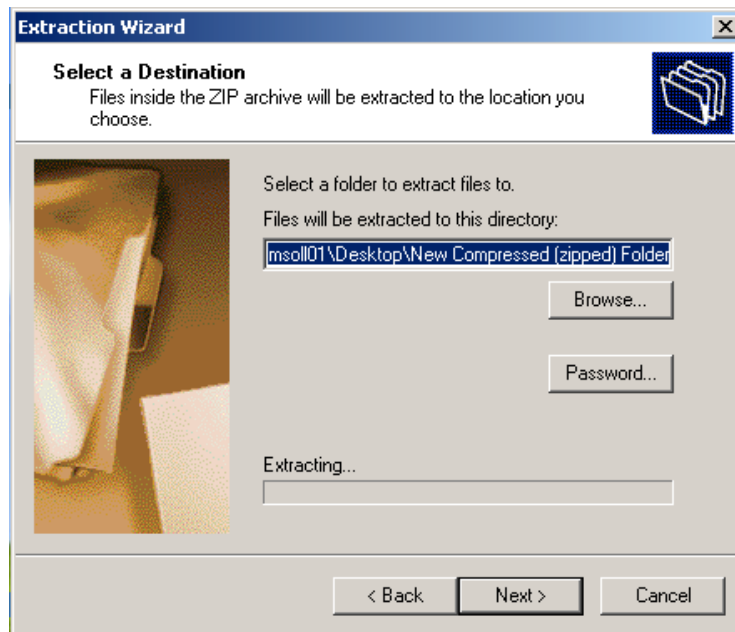 Extraction Wizard
Select a Destination
Files inside the ZIP archive will be extracted to the location you
choose.
Select a folder to extract files to.
Files will be extracted to this directory:
msoll01\Desktop\New Compressed (zipped) Folder
Browse...
Password...
Extracting...
< Back Next > Cancel